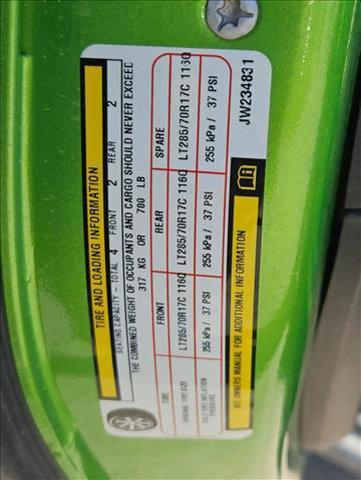 TIRE AND LOADING INFORMATION
SEATING CAPACITY - TOTAL 4 FRONT 2 REAR 2
THE COMBINED WEIGHT OF OCCUPANTS AND CARGO SHOULD NEVER EXCEED
317 KG OR 700 LB
TIRE FRONT REAR SPARE
ORIGINAL TIRE SIZE LT285/70R17C 116Q LT285/70R17C 116Q LT285/70R17C 116Q
COLD TIRE INFLATION PRESSURE 255 kPa / 37 PSI 255 kPa / 37 PSI 255 kPa / 37 PSI
SEE OWNERS MANUAL FOR ADDITIONAL INFORMATION
JW234831